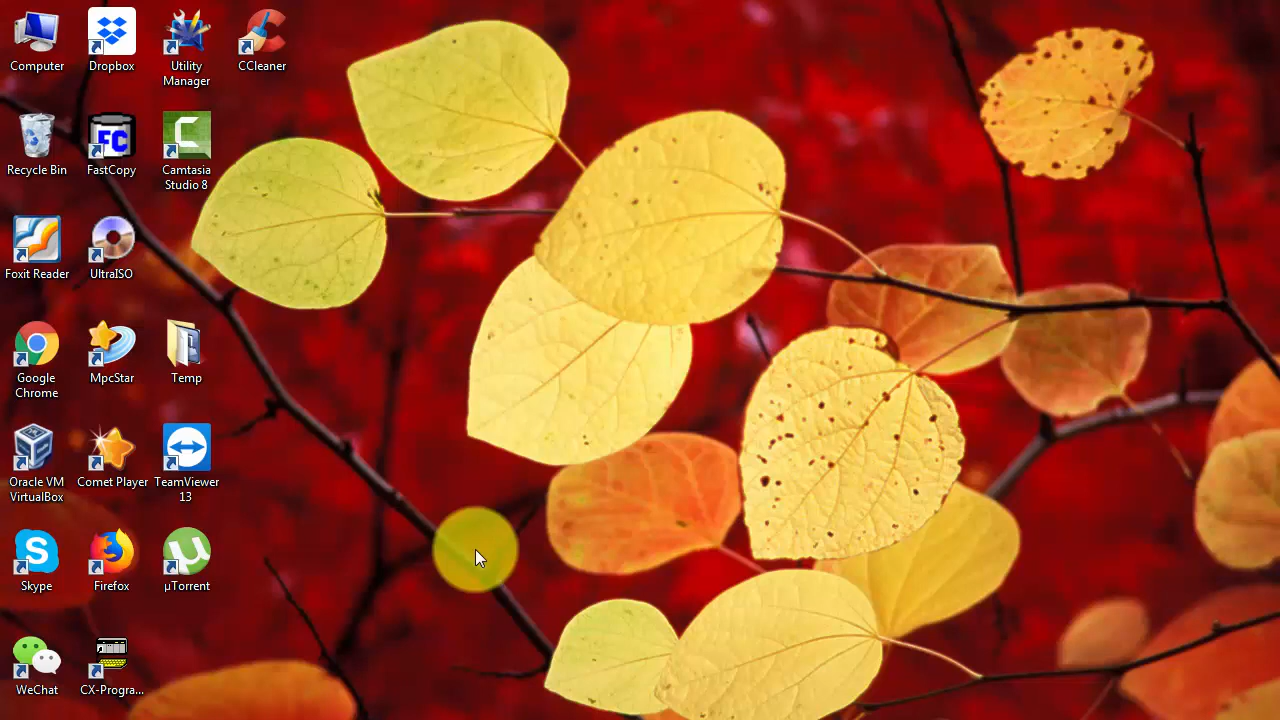 Computer
Dropbox
Utility
Manager
CCleaner
Recycle Bin
FC
FastCopy
C
Camtasia
Studio 8
Foxit Reader
UltraISO
Google
Chrome
MpcStar
Temp
Oracle VM
VirtualBox
Comet Player
TeamViewer
13
S
Skype
Firefox
µ
µTorrent
WeChat
CX-Progra...